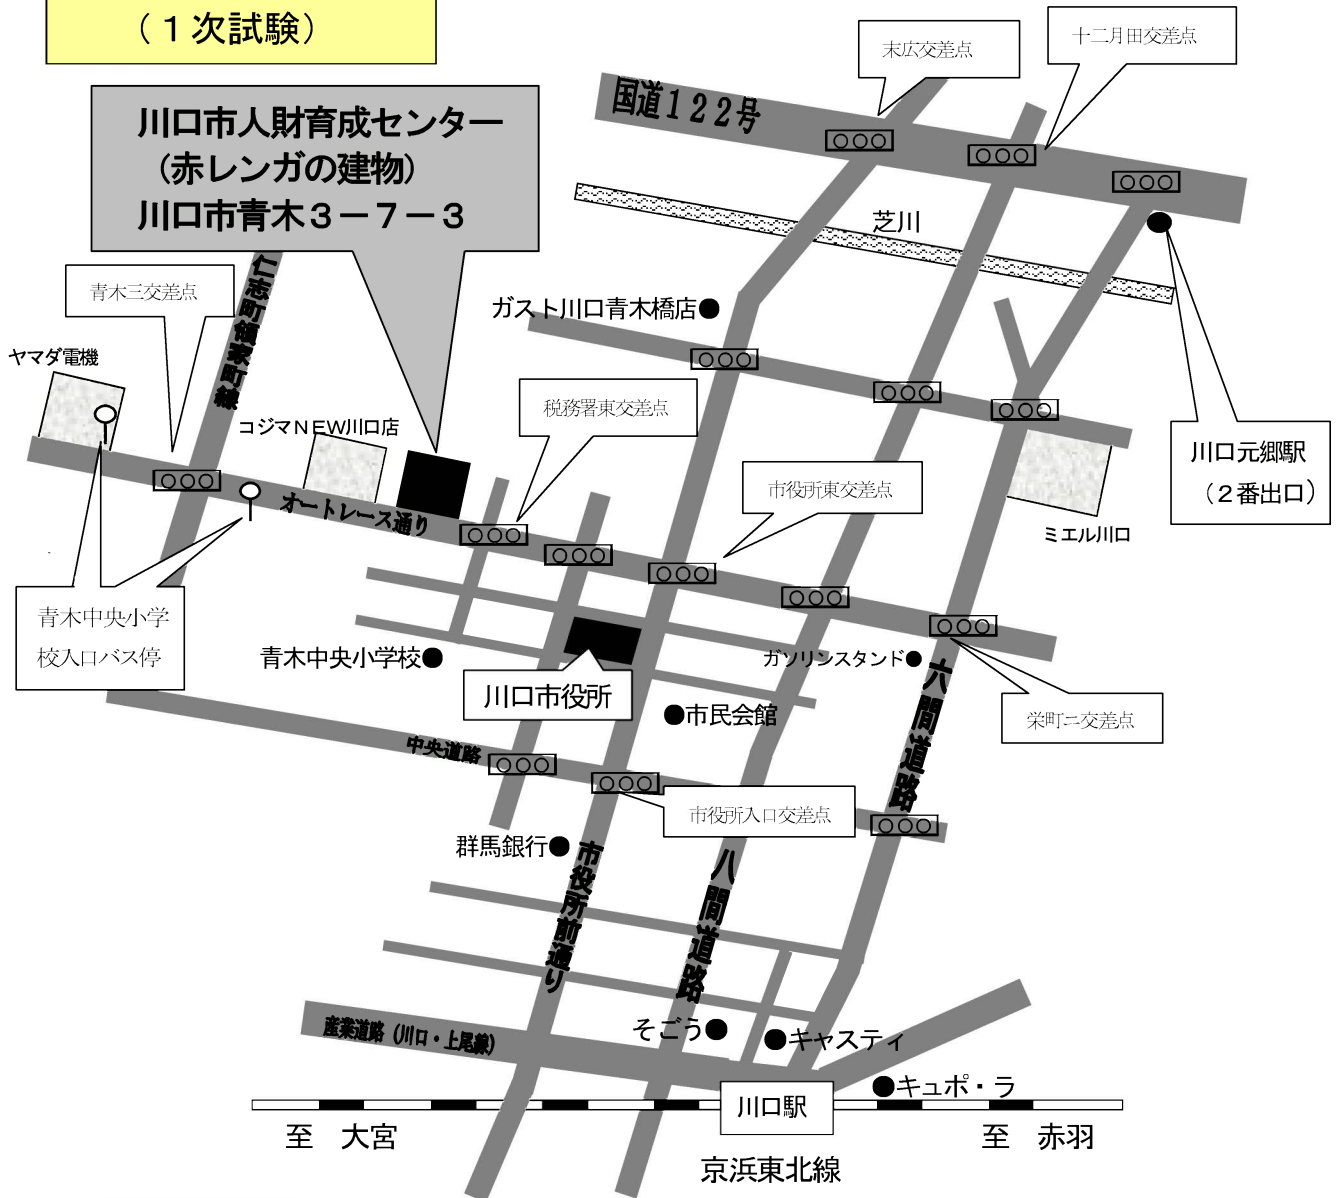 （１次試験）
末広交差点
十二月田交差点
国道１２２号
川口市人財育成センター
（赤レンガの建物）
川口市青木３－７－３
芝川
仁志町領家町線
青木三交差点
ガスト川口青木橋店
ヤマダ電機
税務署東交差点
コジマＮＥＷ川口店
川口元郷駅
（２番出口）
市役所東交差点
オートレース通り
ミエル川口
青木中央小学
校入口バス停
青木中央小学校
ガソリンスタンド
六間道路
川口市役所
市民会館
栄町二交差点
中央道路
市役所入口交差点
群馬銀行
市役所前通り
八間道路
産業道路（川口・上尾線）
そごう
キャスティ
キュポ・ラ
川口駅
至　大宮
至　赤羽
京浜東北線